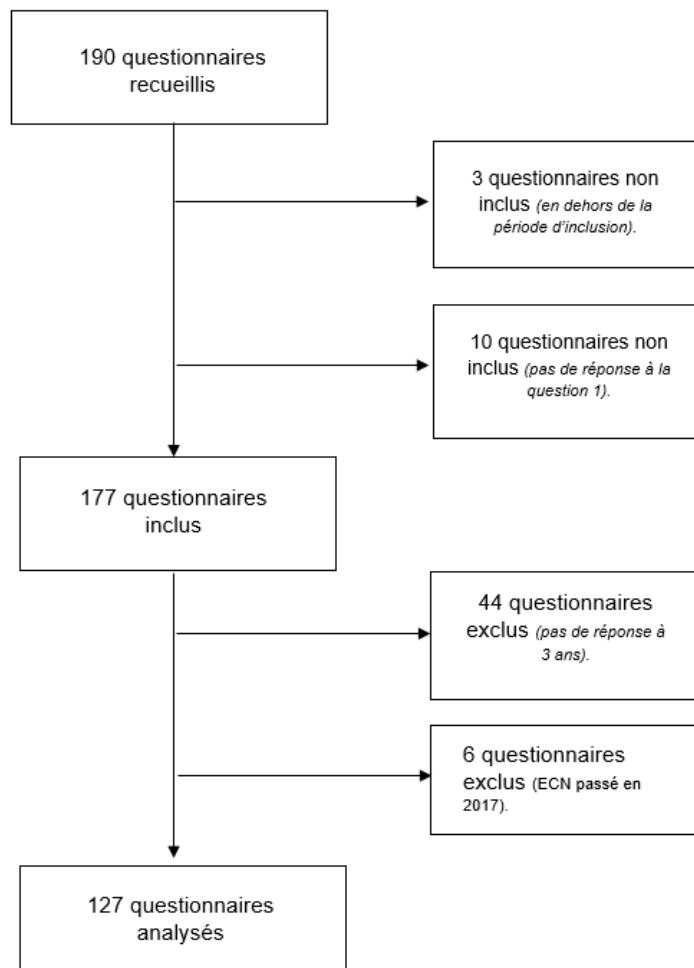 190 questionnaires
recueillis
3 questionnaires non
inclus (en dehors de la
période d'inclusion).
10 questionnaires non
inclus (pas de réponse à la
question 1).
177 questionnaires
inclus
44 questionnaires
exclus (pas de réponse à
3 ans).
6 questionnaires
exclus (ECN passé en
2017).
127 questionnaires
analysés